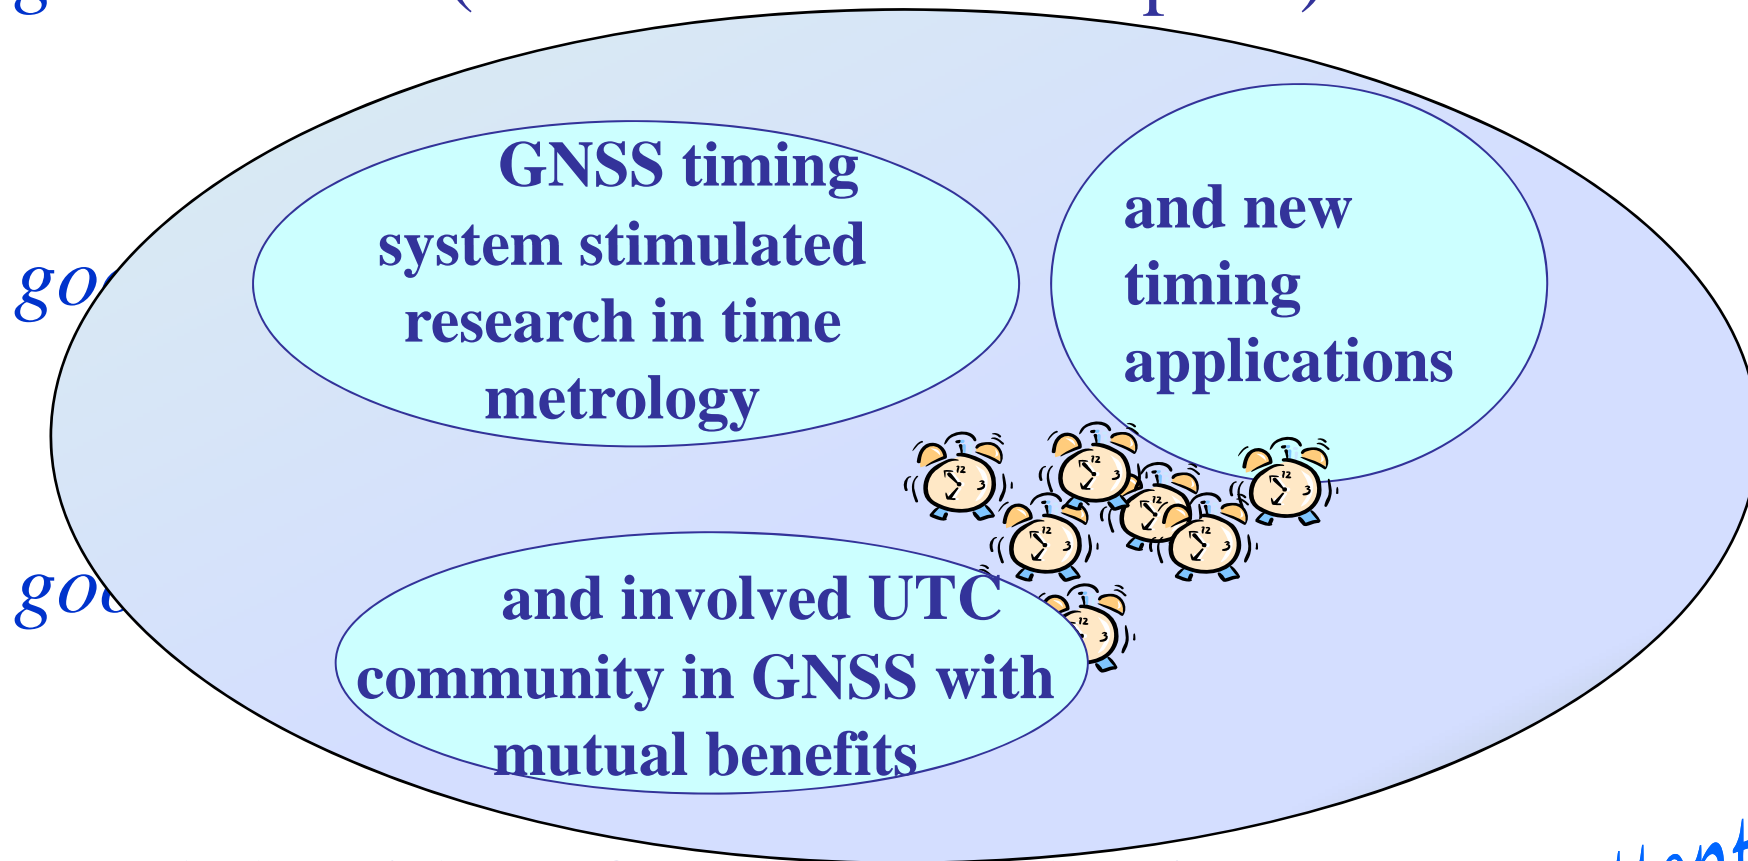 GNSS timing
system stimulated
research in time
metrology
and new
timing
applications
and involved UTC
community in GNSS with
mutual benefits